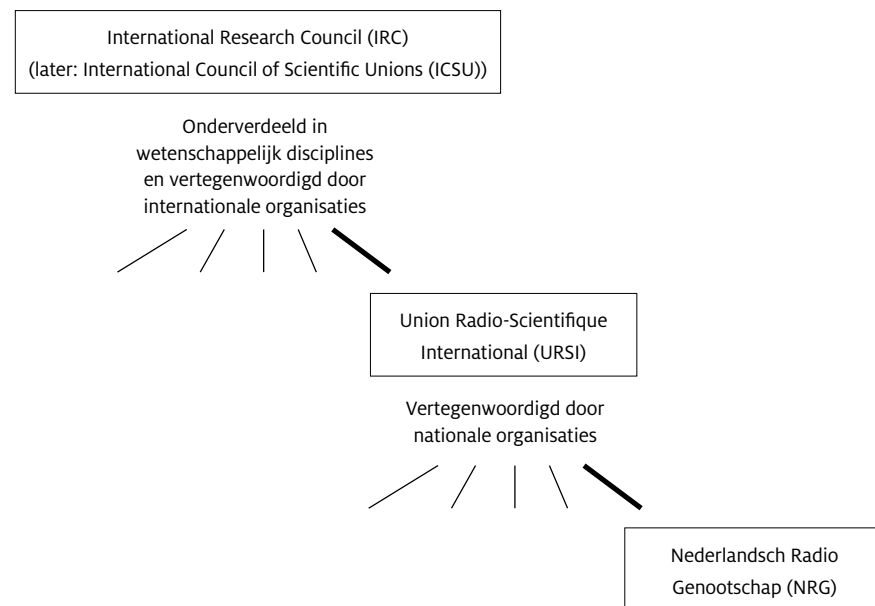 International Research Council (IRC)
(later: International Council of Scientific Unions (ICSU))
Onderverdeeld in
wetenschappelijk disciplines
en vertegenwoordigd door
internationale organisaties
Union Radio-Scientifique
International (URSI)
Vertegenwoordigd door
nationale organisaties
Nederlandsch Radio
Genootschap (NRG)